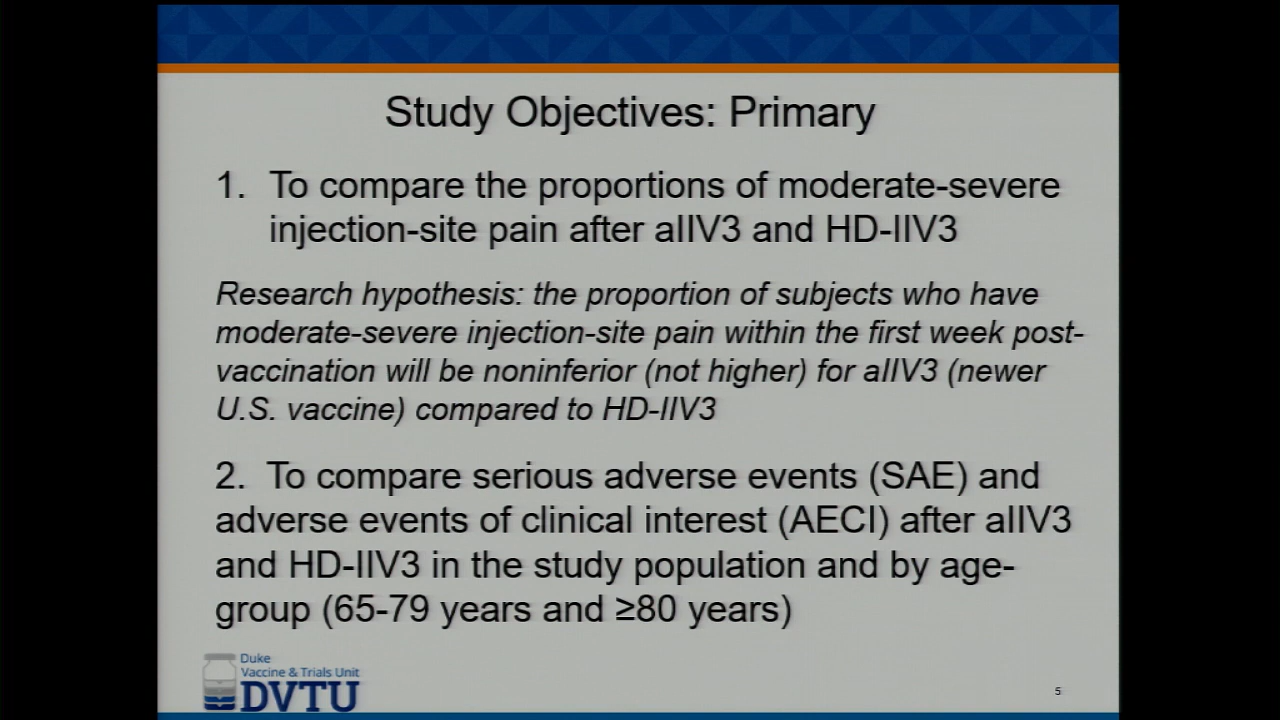 Study Objectives: Primary
1. To compare the proportions of moderate-severe
injection-site pain after aIIV3 and HD-IIV3
Research hypothesis: the proportion of subjects who have
moderate-severe injection-site pain within the first week post-
vaccination will be noninferior (not higher) for aIIV3 (newer
U.S. vaccine) compared to HD-IIV3
2. To compare serious adverse events (SAE) and
adverse events of clinical interest (AECI) after aIIV3
and HD-IIV3 in the study population and by age-
group (65-79 years and ≥80 years)
Duke
Vaccine & Trials Unit
DVTU
5